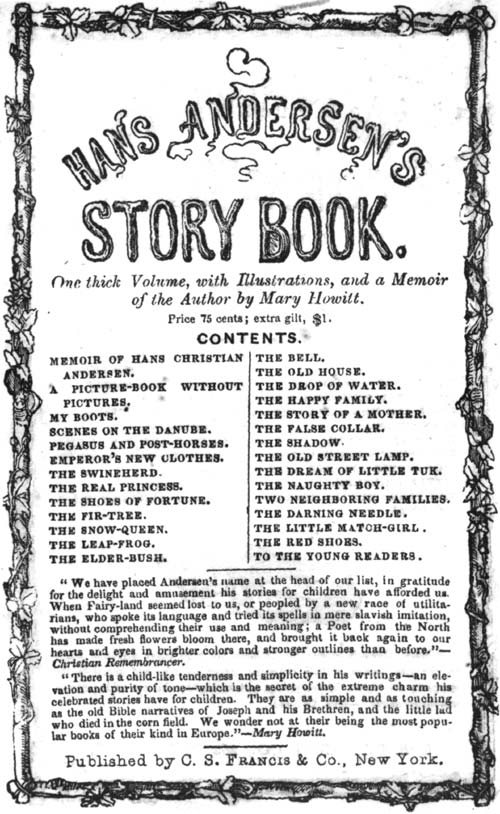 HANS ANDERSEN'S
STORY BOOK.
One thick Volume, with Illustrations, and a Memoir
of the Author by Mary Howitt.
Price 75 cents; extra gilt, $1.
CONTENTS.
MEMOIR OF HANS CHRISTIAN
ANDERSEN.
A PICTURE-BOOK WITHOUT
PICTURES.
MY BOOTS.
SCENES ON THE DANUBE.
PEGASUS AND POST-HORSES.
EMPEROR'S NEW CLOTHES.
THE SWINEHERD.
THE REAL PRINCESS.
THE SHOES OF FORTUNE.
THE FIR-TREE.
THE SNOW-QUEEN.
THE LEAP-FROG.
THE ELDER-BUSH.
THE BELL.
THE OLD HOUSE.
THE DROP OF WATER.
THE HAPPY FAMILY.
THE STORY OF A MOTHER.
THE FALSE COLLAR.
THE SHADOW.
THE OLD STREET LAMP.
THE DREAM OF LITTLE TUK.
THE NAUGHTY BOY.
TWO NEIGHBORING FAMILIES.
THE DARNING NEEDLE.
THE LITTLE MATCH-GIRL.
THE RED SHOES.
TO THE YOUNG READERS.
"We have placed Andersen's name at the head of our list, in gratitude
for the delight and amusement his stories for children have afforded us.
When Fairy-land seemed lost to us, or peopled by a new race of utilita-
rians, who spoke its language and tried its spells in mere slavish imitation,
without comprehending their use and meaning; a Poet from the North
has made fresh flowers bloom there, and brought it back again to our
hearts and eyes in brighter colors and stronger outlines than before."—
Christian Remembrancer.
"There is a child-like tenderness and simplicity in his writings—an ele-
vation and purity of tone—which is the secret of the extreme charm his
celebrated stories have for children. They are as simple and as touching
as the old Bible narratives of Joseph and his Brethren, and the little lad
who died in the corn field. We wonder not at their being the most popu-
lar books of their kind in Europe."—Mary Howitt.
Published by C. S. FRANCIS & Co., New York.